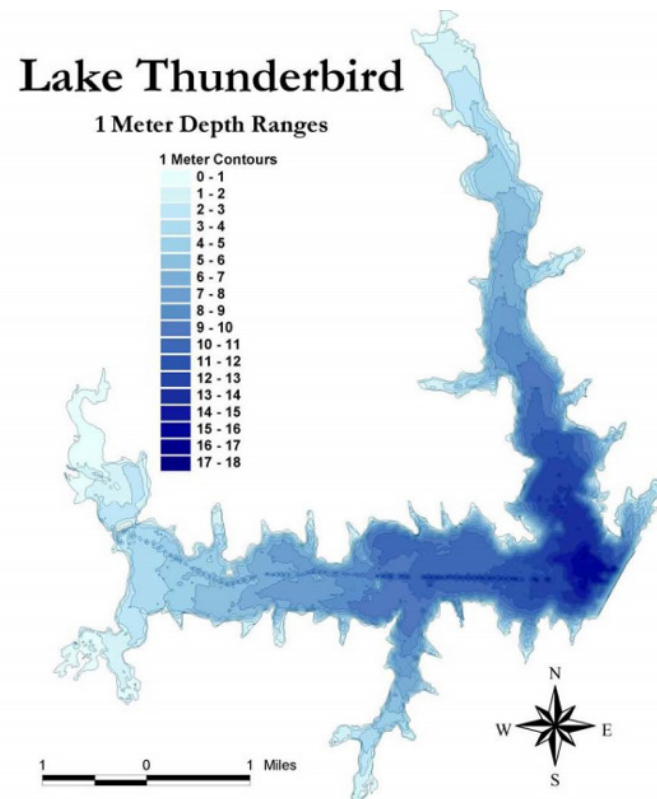 Lake Thunderbird
1 Meter Depth Ranges
1 Meter Contours
0 - 1
1 - 2
2 - 3
3 - 4
4 - 5
5 - 6
6 - 7
7 - 8
8 - 9
9 - 10
10 - 11
11 - 12
12 - 13
13 - 14
14 - 15
15 - 16
16 - 17
17 - 18
N
W E
S
1 0 1 Miles